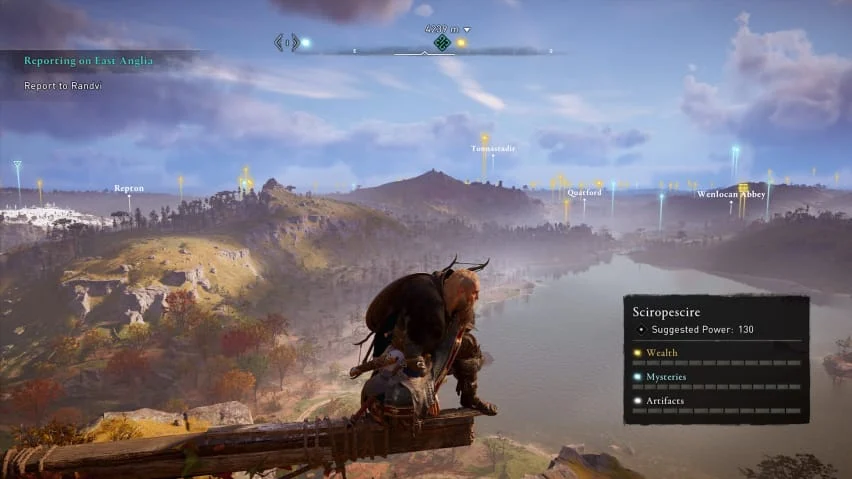 4239 m
E
S
Reporting on East Anglia
Report to Randvi
Tonnastadir
Repton
Quatford
Wenlocan Abbey
Sciropescire
Suggested Power: 130
Wealth
Mysteries
Artifacts